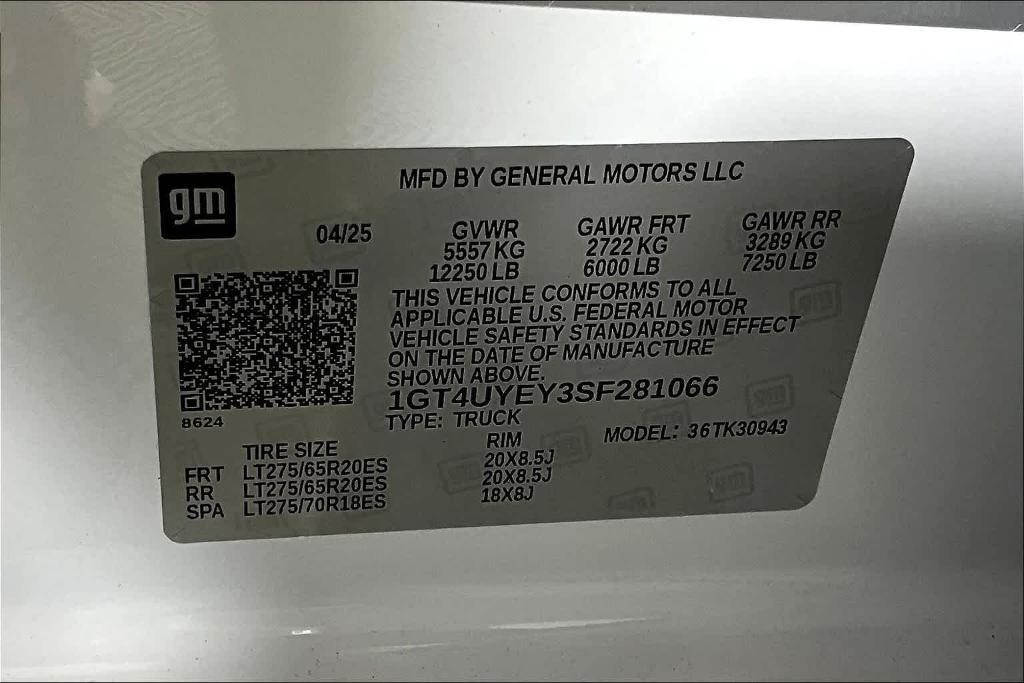 gm
MFD BY GENERAL MOTORS LLC
04/25
GVWR GAWR FRT GAWR RR
5557 KG 2722 KG 3289 KG
12250 LB 6000 LB 7250 LB
THIS VEHICLE CONFORMS TO ALL
APPLICABLE U.S. FEDERAL MOTOR
VEHICLE SAFETY STANDARDS IN EFFECT
ON THE DATE OF MANUFACTURE
SHOWN ABOVE.
1GT4UYEY3SF281066
8624
TYPE: TRUCK MODEL: 36TK30943
TIRE SIZE RIM
FRT LT275/65R20ES 20X8.5J
RR LT275/65R20ES 20X8.5J
SPA LT275/70R18ES 18X8J